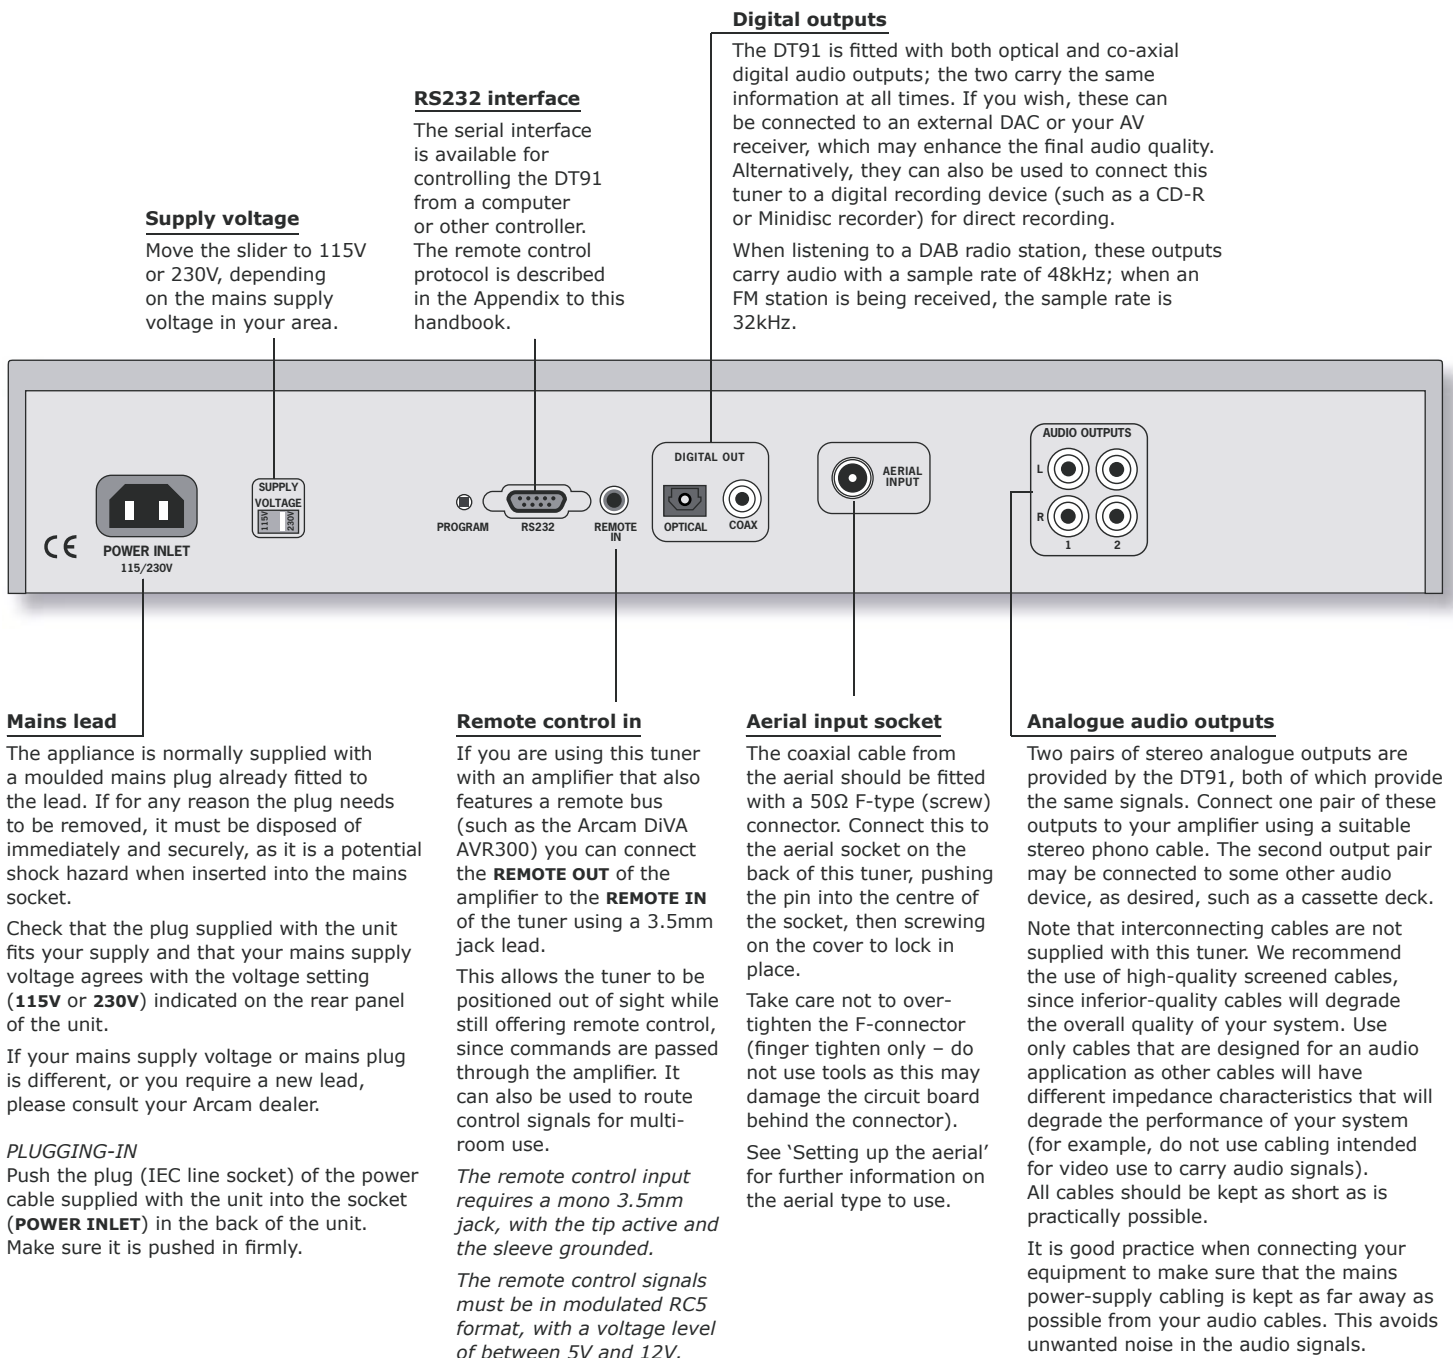 Digital outputs
The DT91 is fitted with both optical and co-axial
digital audio outputs; the two carry the same
information at all times. If you wish, these can
be connected to an external DAC or your AV
receiver, which may enhance the final audio quality.
Alternatively, they can also be used to connect this
tuner to a digital recording device (such as a CD-R
or Minidisc recorder) for direct recording.
When listening to a DAB radio station, these outputs
carry audio with a sample rate of 48kHz; when an
FM station is being received, the sample rate is
32kHz.
RS232 interface
The serial interface
is available for
controlling the DT91
from a computer
or other controller.
The remote control
protocol is described
in the Appendix to this
handbook.
Supply voltage
Move the slider to 115V
or 230V, depending
on the mains supply
voltage in your area.
CE
POWER INLET
115/230V
SUPPLY
VOLTAGE
115V
230V
PROGRAM
RS232
REMOTE
IN
DIGITAL OUT
OPTICAL
COAX
AERIAL
INPUT
AUDIO OUTPUTS
L
R
1
2
Mains lead
The appliance is normally supplied with
a moulded mains plug already fitted to
the lead. If for any reason the plug needs
to be removed, it must be disposed of
immediately and securely, as it is a potential
shock hazard when inserted into the mains
socket.
Check that the plug supplied with the unit
fits your supply and that your mains supply
voltage agrees with the voltage setting
(115V or 230V) indicated on the rear panel
of the unit.
If your mains supply voltage or mains plug
is different, or you require a new lead,
please consult your Arcam dealer.
PLUGGING-IN
Push the plug (IEC line socket) of the power
cable supplied with the unit into the socket
(POWER INLET) in the back of the unit.
Make sure it is pushed in firmly.
Remote control in
If you are using this tuner
with an amplifier that also
features a remote bus
(such as the Arcam DiVA
AVR300) you can connect
the REMOTE OUT of the
amplifier to the REMOTE IN
of the tuner using a 3.5mm
jack lead.
This allows the tuner to be
positioned out of sight while
still offering remote control,
since commands are passed
through the amplifier. It
can also be used to route
control signals for multi-
room use.
The remote control input
requires a mono 3.5mm
jack, with the tip active and
the sleeve grounded.
The remote control signals
must be in modulated RC5
format, with a voltage level
of between 5V and 12V.
Aerial input socket
The coaxial cable from
the aerial should be fitted
with a 50Ω F-type (screw)
connector. Connect this to
the aerial socket on the
back of this tuner, pushing
the pin into the centre of
the socket, then screwing
on the cover to lock in
place.
Take care not to over-
tighten the F-connector
(finger tighten only – do
not use tools as this may
damage the circuit board
behind the connector).
See ‘Setting up the aerial’
for further information on
the aerial type to use.
Analogue audio outputs
Two pairs of stereo analogue outputs are
provided by the DT91, both of which provide
the same signals. Connect one pair of these
outputs to your amplifier using a suitable
stereo phono cable. The second output pair
may be connected to some other audio
device, as desired, such as a cassette deck.
Note that interconnecting cables are not
supplied with this tuner. We recommend
the use of high-quality screened cables,
since inferior-quality cables will degrade
the overall quality of your system. Use
only cables that are designed for an audio
application as other cables will have
different impedance characteristics that will
degrade the performance of your system
(for example, do not use cabling intended
for video use to carry audio signals).
All cables should be kept as short as is
practically possible.
It is good practice when connecting your
equipment to make sure that the mains
power-supply cabling is kept as far away as
possible from your audio cables. This avoids
unwanted noise in the audio signals.